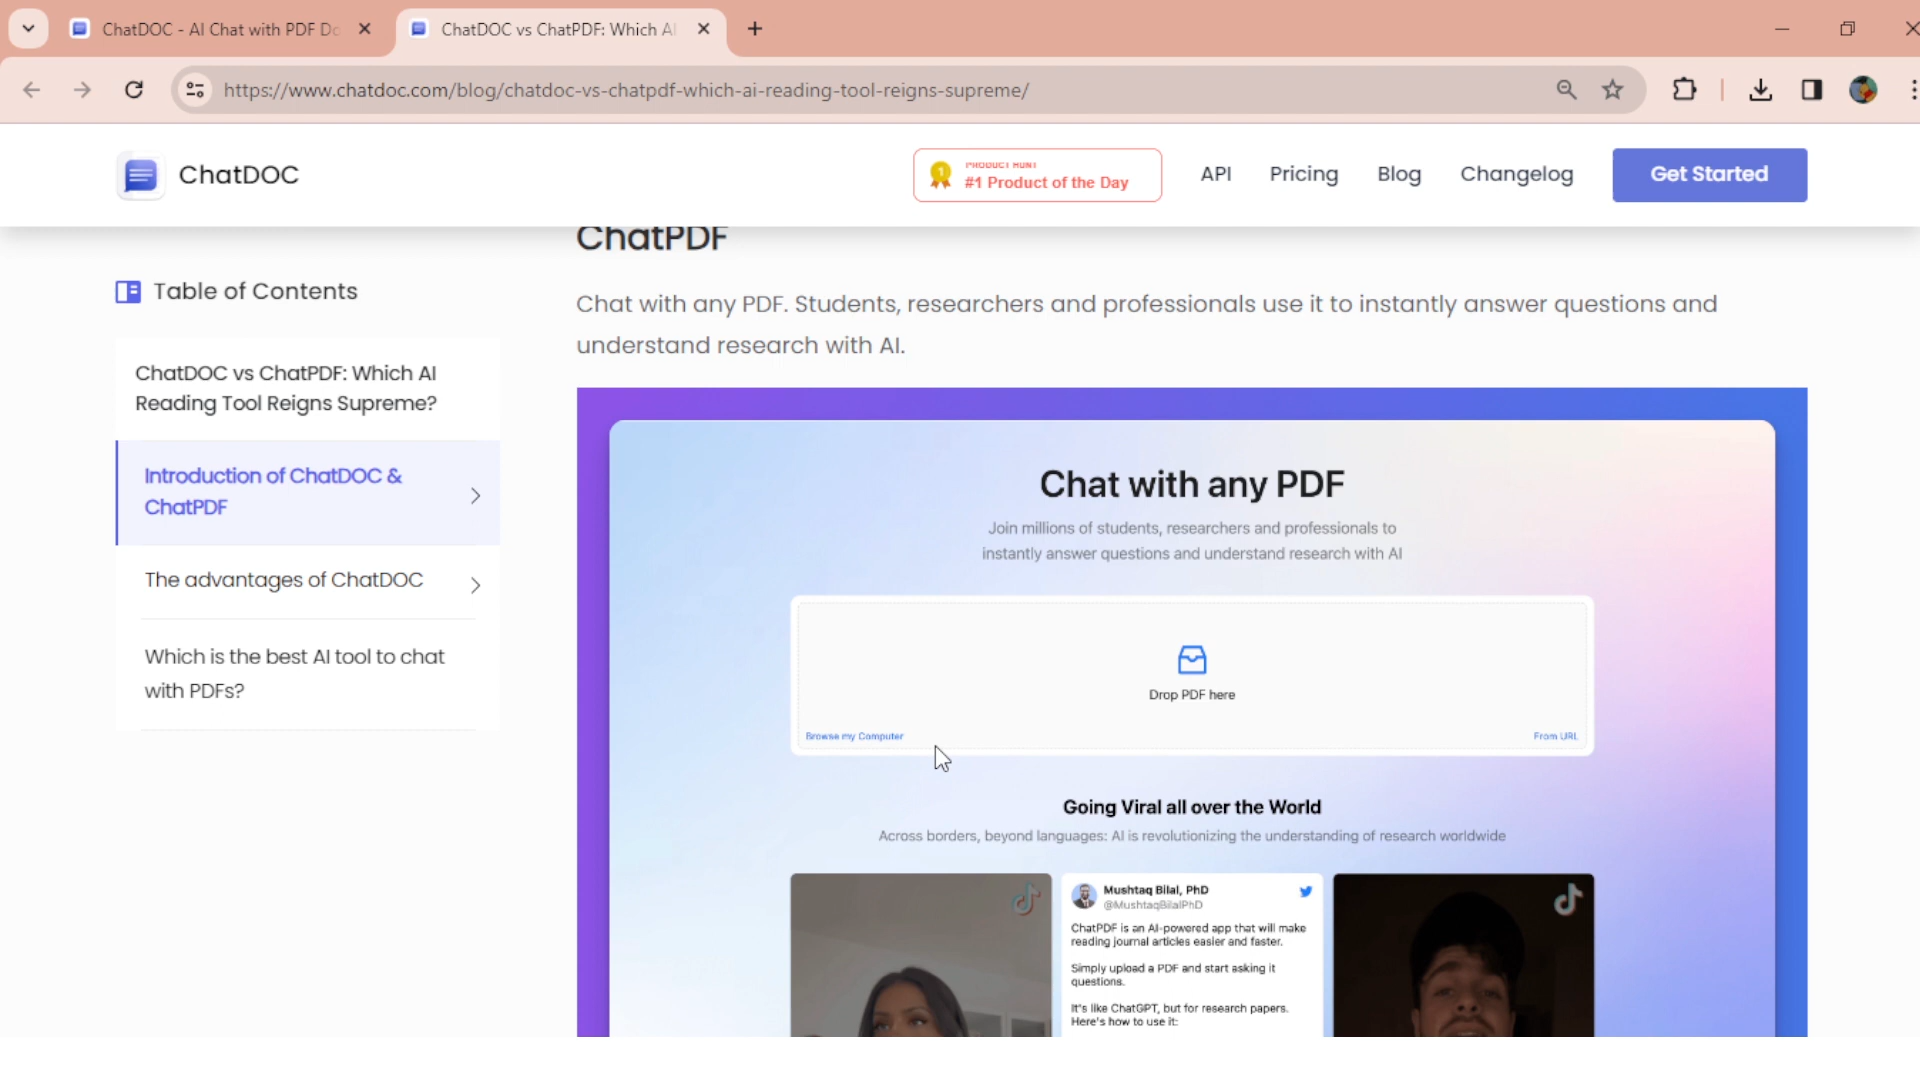 ChatDOC - AI Chat with PDF Do
ChatDOC vs ChatPDF: Which AI
https://www.chatdoc.com/blog/chatdoc-vs-chatpdf-which-ai-reading-tool-reigns-supreme/
ChatDOC
1
PRODUCT HUNT
#1 Product of the Day
API
Pricing
Blog
Changelog
Get Started
Table of Contents
ChatDOC vs ChatPDF: Which AI
Reading Tool Reigns Supreme?
Introduction of ChatDOC &
ChatPDF
The advantages of ChatDOC
Which is the best AI tool to chat
with PDFs?
ChatPDF
Chat with any PDF. Students, researchers and professionals use it to instantly answer questions and
understand research with AI.
Chat with any PDF
Join millions of students, researchers and professionals to
instantly answer questions and understand research with AI
Drop PDF here
Browse my Computer
From URL
Going Viral all over the World
Across borders, beyond languages: AI is revolutionizing the understanding of research worldwide
Mushtaq Bilal, PhD
@MushtaqBilalPhD
ChatPDF is an AI-powered app that will make
reading journal articles easier and faster.
Simply upload a PDF and start asking it
questions.
It's like ChatGPT, but for research papers.
Here's how to use it: